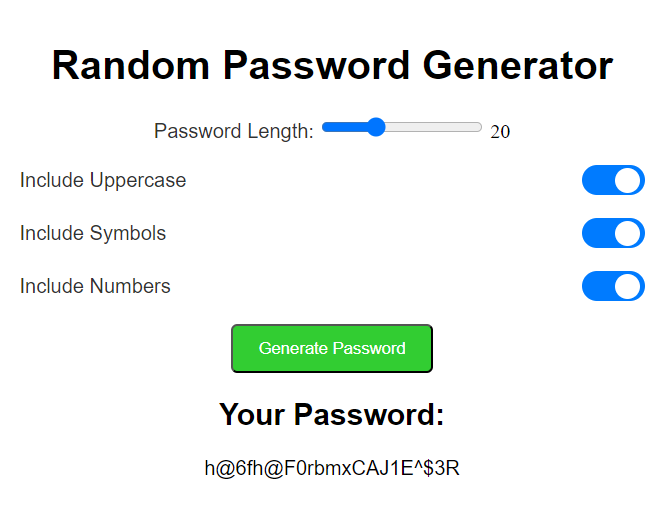 Random Password Generator
Password Length: 20
Include Uppercase
Include Symbols
Include Numbers
Generate Password
Your Password:
h@6fh@F0rbmxCAJ1E^$3R